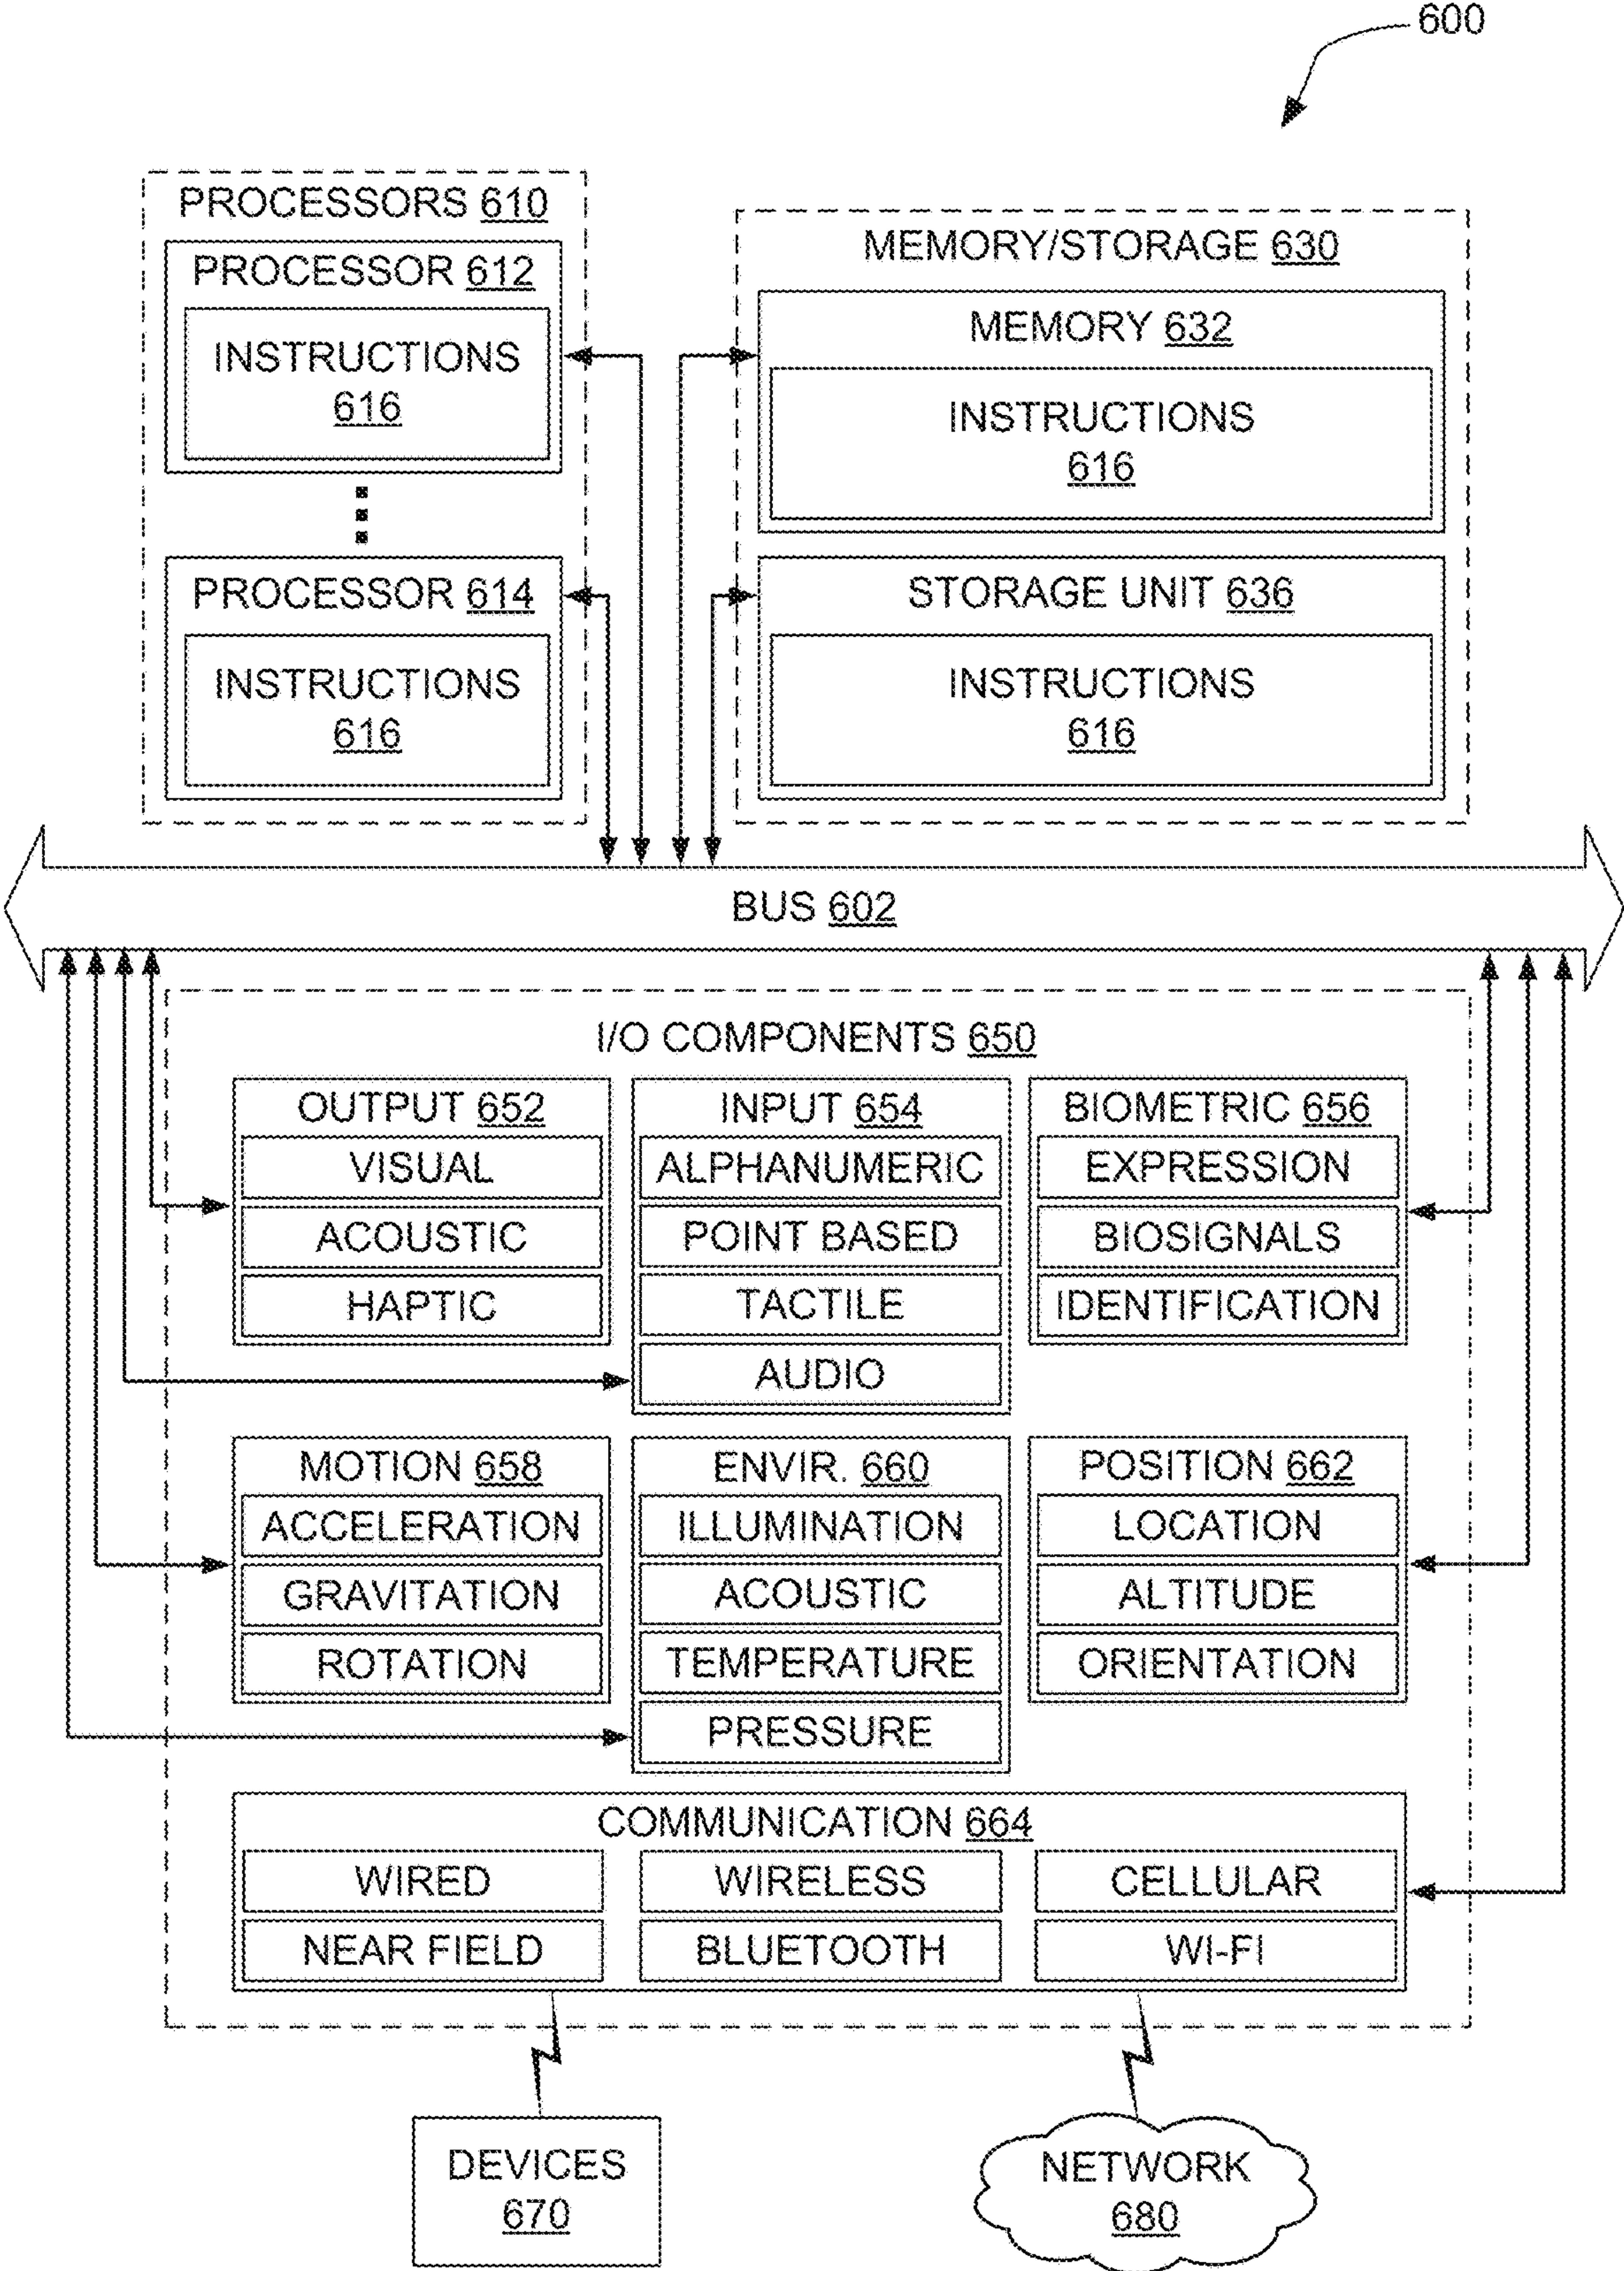 600
PROCESSORS 610
PROCESSOR 612
INSTRUCTIONS
616
PROCESSOR 614
INSTRUCTIONS
616
MEMORY/STORAGE 630
MEMORY 632
INSTRUCTIONS
616
STORAGE UNIT 636
INSTRUCTIONS
616
BUS 602
I/O COMPONENTS 650
OUTPUT 652
VISUAL
ACOUSTIC
HAPTIC
INPUT 654
ALPHANUMERIC
POINT BASED
TACTILE
AUDIO
BIOMETRIC 656
EXPRESSION
BIOSIGNALS
IDENTIFICATION
MOTION 658
ACCELERATION
GRAVITATION
ROTATION
ENVIR. 660
ILLUMINATION
ACOUSTIC
TEMPERATURE
PRESSURE
POSITION 662
LOCATION
ALTITUDE
ORIENTATION
COMMUNICATION 664
WIRED
WIRELESS
CELLULAR
NEAR FIELD
BLUETOOTH
WI-FI
DEVICES
670
NETWORK
680